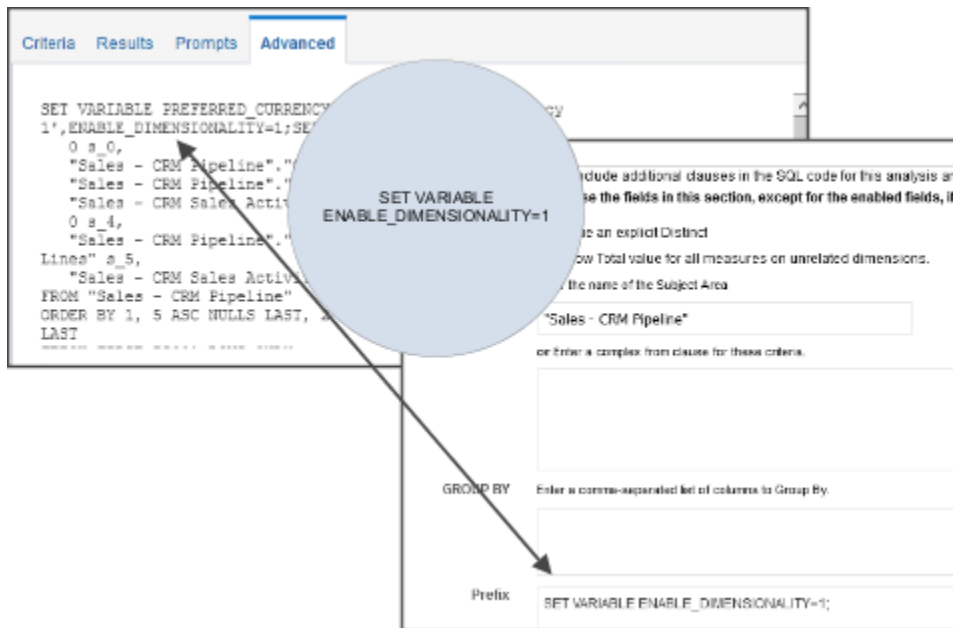 Criteria Results Prompts Advanced
SET VARIABLE PREFERRED_CURRENCY
1',ENABLE_DIMENSIONALITY=1;SE
0 s_0,
"Sales - CRM Pipeline"."
"Sales - CRM Pipeline"."
"Sales - CRM Sales Activ
0 s_4,
"Sales - CRM Pipeline"."
Lines" s_5,
"Sales - CRM Sales Activi
FROM "Sales - CRM Pipeline"
ORDER BY 1, 5 ASC NULLS LAST,
LAST
SET VARIABLE
ENABLE_DIMENSIONALITY=1
clude additional clauses in the SQL code for this analysis an
se the fields in this section, except for the enabled fields, i
ue an explicit Distinct
ow Total value for all measures on unrelated dimensions.
the name of the Subject Area
"Sales - CRM Pipeline"
or Enter a complex from clause for these criteria.
GROUP BY Enter a comma-separated list of columns to Group By.
Prefix SET VARIABLE ENABLE_DIMENSIONALITY=1;